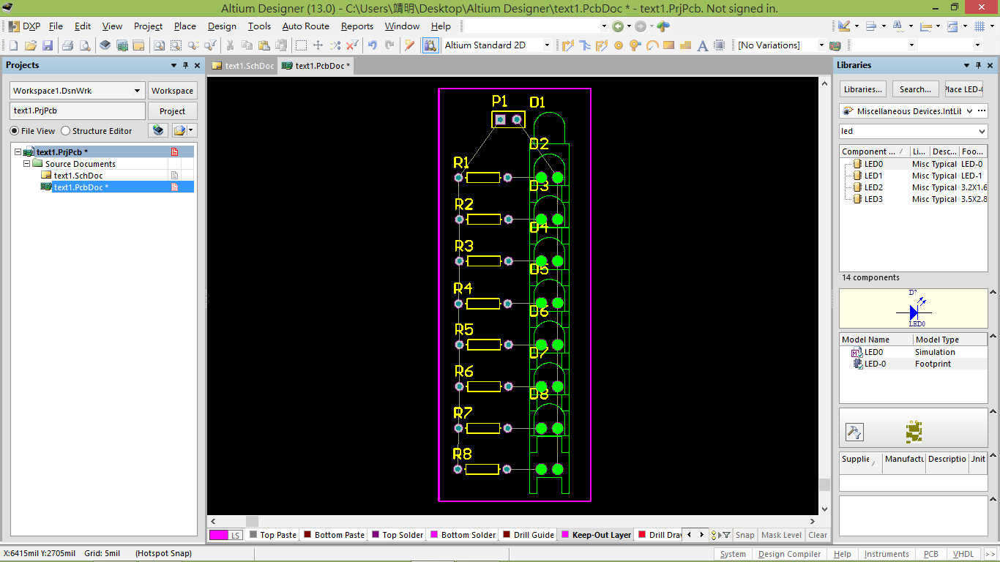 Altium Designer (13.0) - C:\Users\靖明\Desktop\Altium Designer\text1.PcbDoc * - text1.PrjPcb. Not signed in.
DXP File Edit View Project Place Design Tools Auto Route Reports Window Help
Altium Standard 2D [No Variations]
Projects
Workspace1.DsnWrk Workspace
text1.PrjPcb Project
File View Structure Editor
text1.PrjPcb *
Source Documents
text1.SchDoc
text1.PcbDoc *
text1.SchDoc text1.PcbDoc *
P1 D1
D2
R1
D3
R2
D4
R3
D5
R4
D6
R5
D7
R6
D8
R7
R8
LS Top Paste Bottom Paste Top Solder Bottom Solder Drill Guide Keep-Out Layer Drill Drav Snap Mask Level Clear
Libraries
Libraries... Search... Place LED-(
Miscellaneous Devices.IntLib ...
led
Component ... / Li... Desc... Foo...
LED0 Misc Typical LED-0
LED1 Misc Typical LED-1
LED2 Misc Typical 3.2X1.6
LED3 Misc Typical 3.5X2.8
14 components
D?
LED0
Model Name Model Type
LED0 Simulation
LED-0 Footprint
Supplie Manufactu Descriptio Unit
X:6415mil Y:2705mil Grid: 5mil (Hotspot Snap)
System Design Compiler Help Instruments PCB VHDL >>